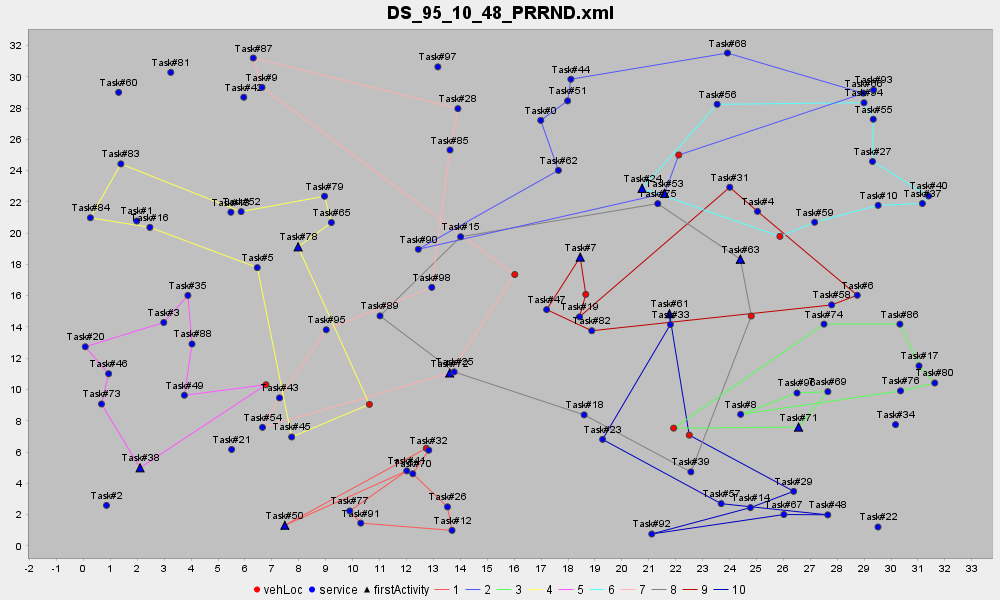 DS_95_10_48_PRRND.xml
32
30
28
26
24
22
20
18
16
14
12
10
8
6
4
2
0
Task#87
Task#68
Task#97
Task#81
Task#44
Task#9
Task#93
Task#60
Task#51
Task#56
Task#94
Task#28
Task#0
Task#55
Task#85
Task#83
Task#27
Task#62
Task#24
Task#31
Task#53
Task#40
Task#79
Task#37
Task#75
Task#10
Task#52
Task#4
Task#84
Task#1
Task#16
Task#65
Task#59
Task#15
Task#78
Task#90
Task#7
Task#63
Task#5
Task#98
Task#35
Task#6
Task#58
Task#47
Task#19
Task#61
Task#89
Task#3
Task#33
Task#74
Task#86
Task#95
Task#82
Task#88
Task#20
Task#17
Task#46
Task#25
Task#80
Task#49
Task#43
Task#69
Task#76
Task#73
Task#8
Task#18
Task#54
Task#71
Task#34
Task#45
Task#23
Task#21
Task#32
Task#38
Task#70
Task#39
Task#29
Task#2
Task#57
Task#26
Task#14
Task#77
Task#67
Task#48
Task#50
Task#91
Task#22
Task#12
Task#92
-2 -1 0 1 2 3 4 5 6 7 8 9 10 11 12 13 14 15 16 17 18 19 20 21 22 23 24 25 26 27 28 29 30 31 32 33
vehLoc service firstActivity 1 2 3 4 5 6 7 8 9 10